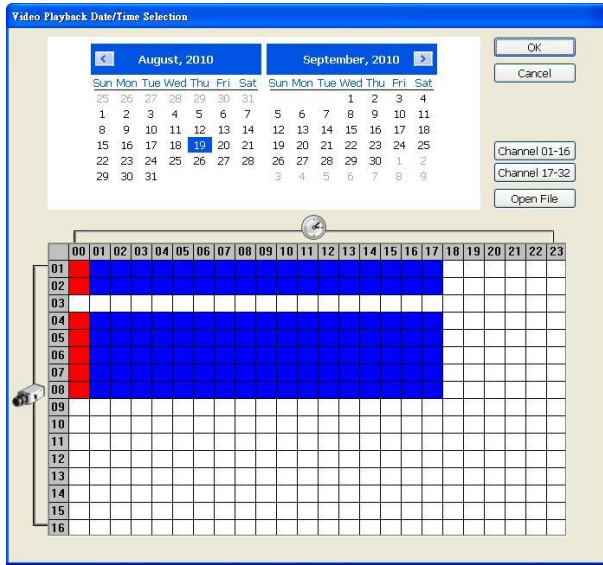 Video Playback Date/Time Selection
August, 2010 September, 2010
Sun Mon Tue Wed Thu Fri Sat Sun Mon Tue Wed Thu Fri Sat
25 26 27 28 29 30 31 1 2 3 4
1 2 3 4 5 6 7 5 6 7 8 9 10 11
8 9 10 11 12 13 14 12 13 14 15 16 17 18
15 16 17 18 19 20 21 19 20 21 22 23 24 25
22 23 24 25 26 27 28 26 27 28 29 30 1 2
29 30 31 3 4 5 6 7 8 9
OK
Cancel
Channel 01-16
Channel 17-32
Open File
00 01 02 03 04 05 06 07 08 09 10 11 12 13 14 15 16 17 18 19 20 21 22 23
01
02
03
04
05
06
07
08
09
10
11
12
13
14
15
16